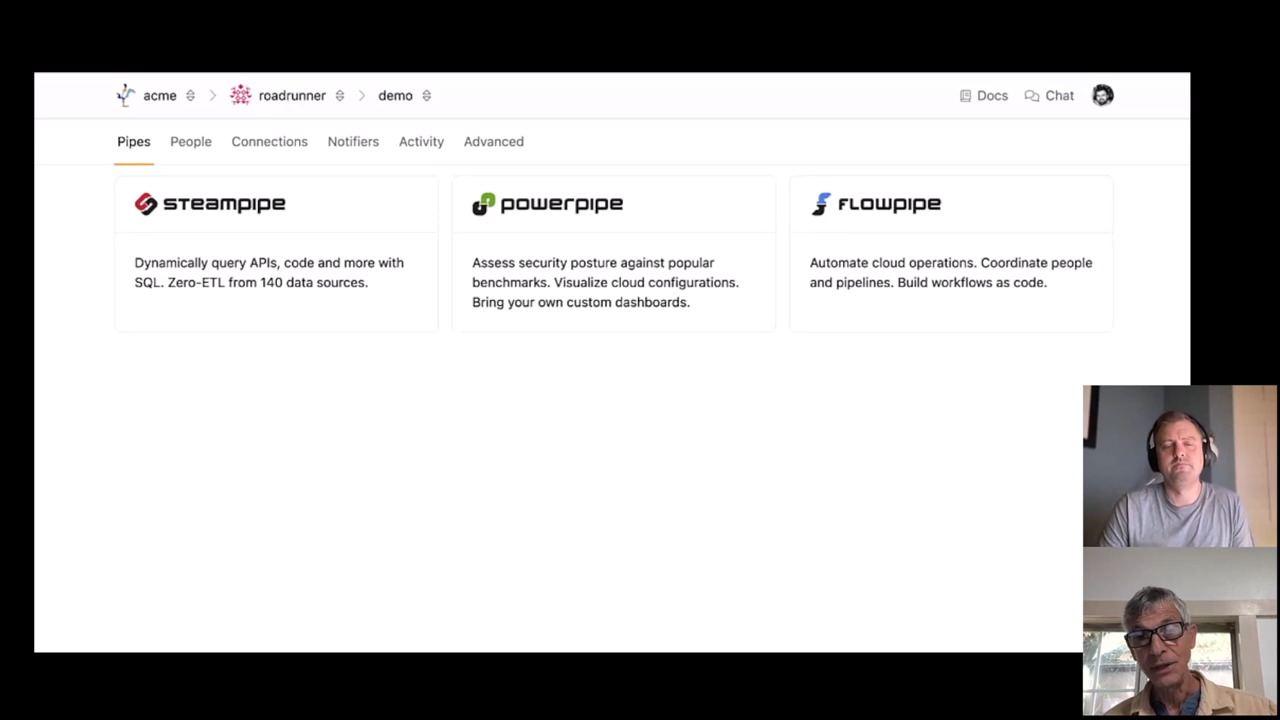 acme roadrunner demo Docs Chat
Pipes People Connections Notifiers Activity Advanced
steampipe
Dynamically query APIs, code and more with
SQL. Zero-ETL from 140 data sources.
powerpipe
Assess security posture against popular
benchmarks. Visualize cloud configurations.
Bring your own custom dashboards.
FLOWPIPE
Automate cloud operations. Coordinate people
and pipelines. Build workflows as code.